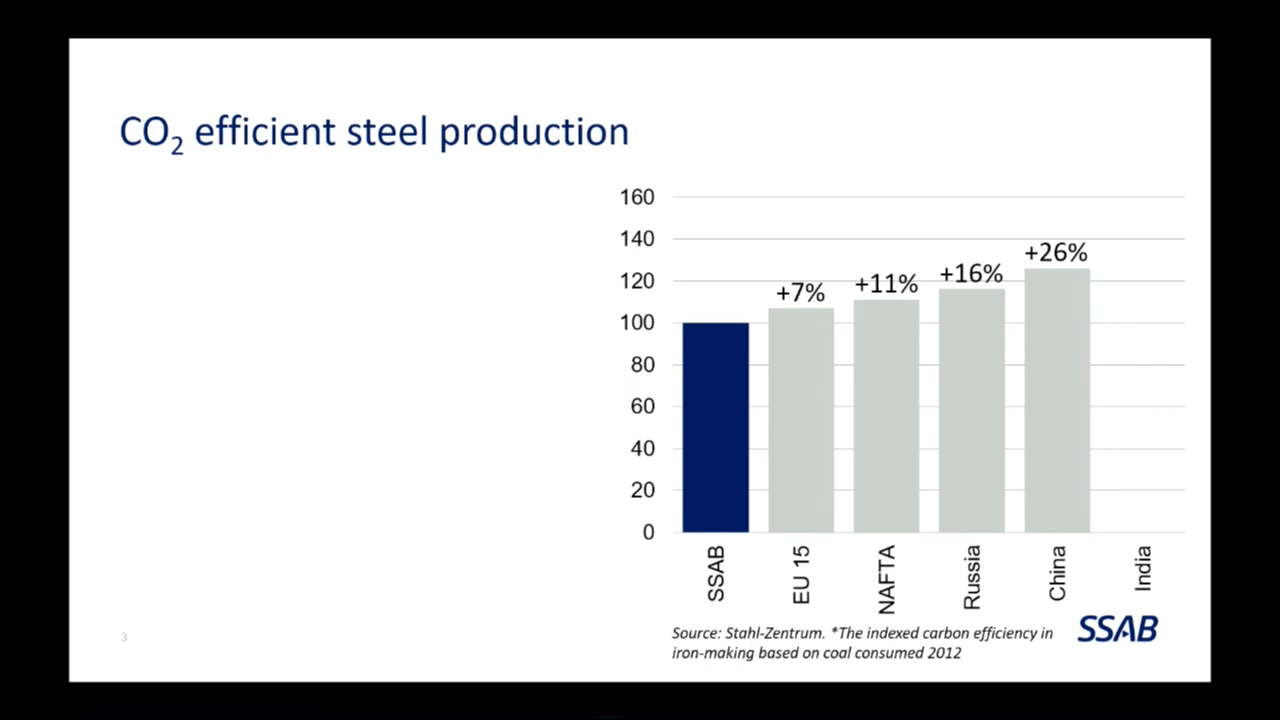 CO2 efficient steel production
160
140
120
100
80
60
40
20
0
+7%
+11%
+16%
+26%
SSAB
EU 15
NAFTA
Russia
China
India
Source: Stahl-Zentrum. *The indexed carbon efficiency in
iron-making based on coal consumed 2012
SSAB
3